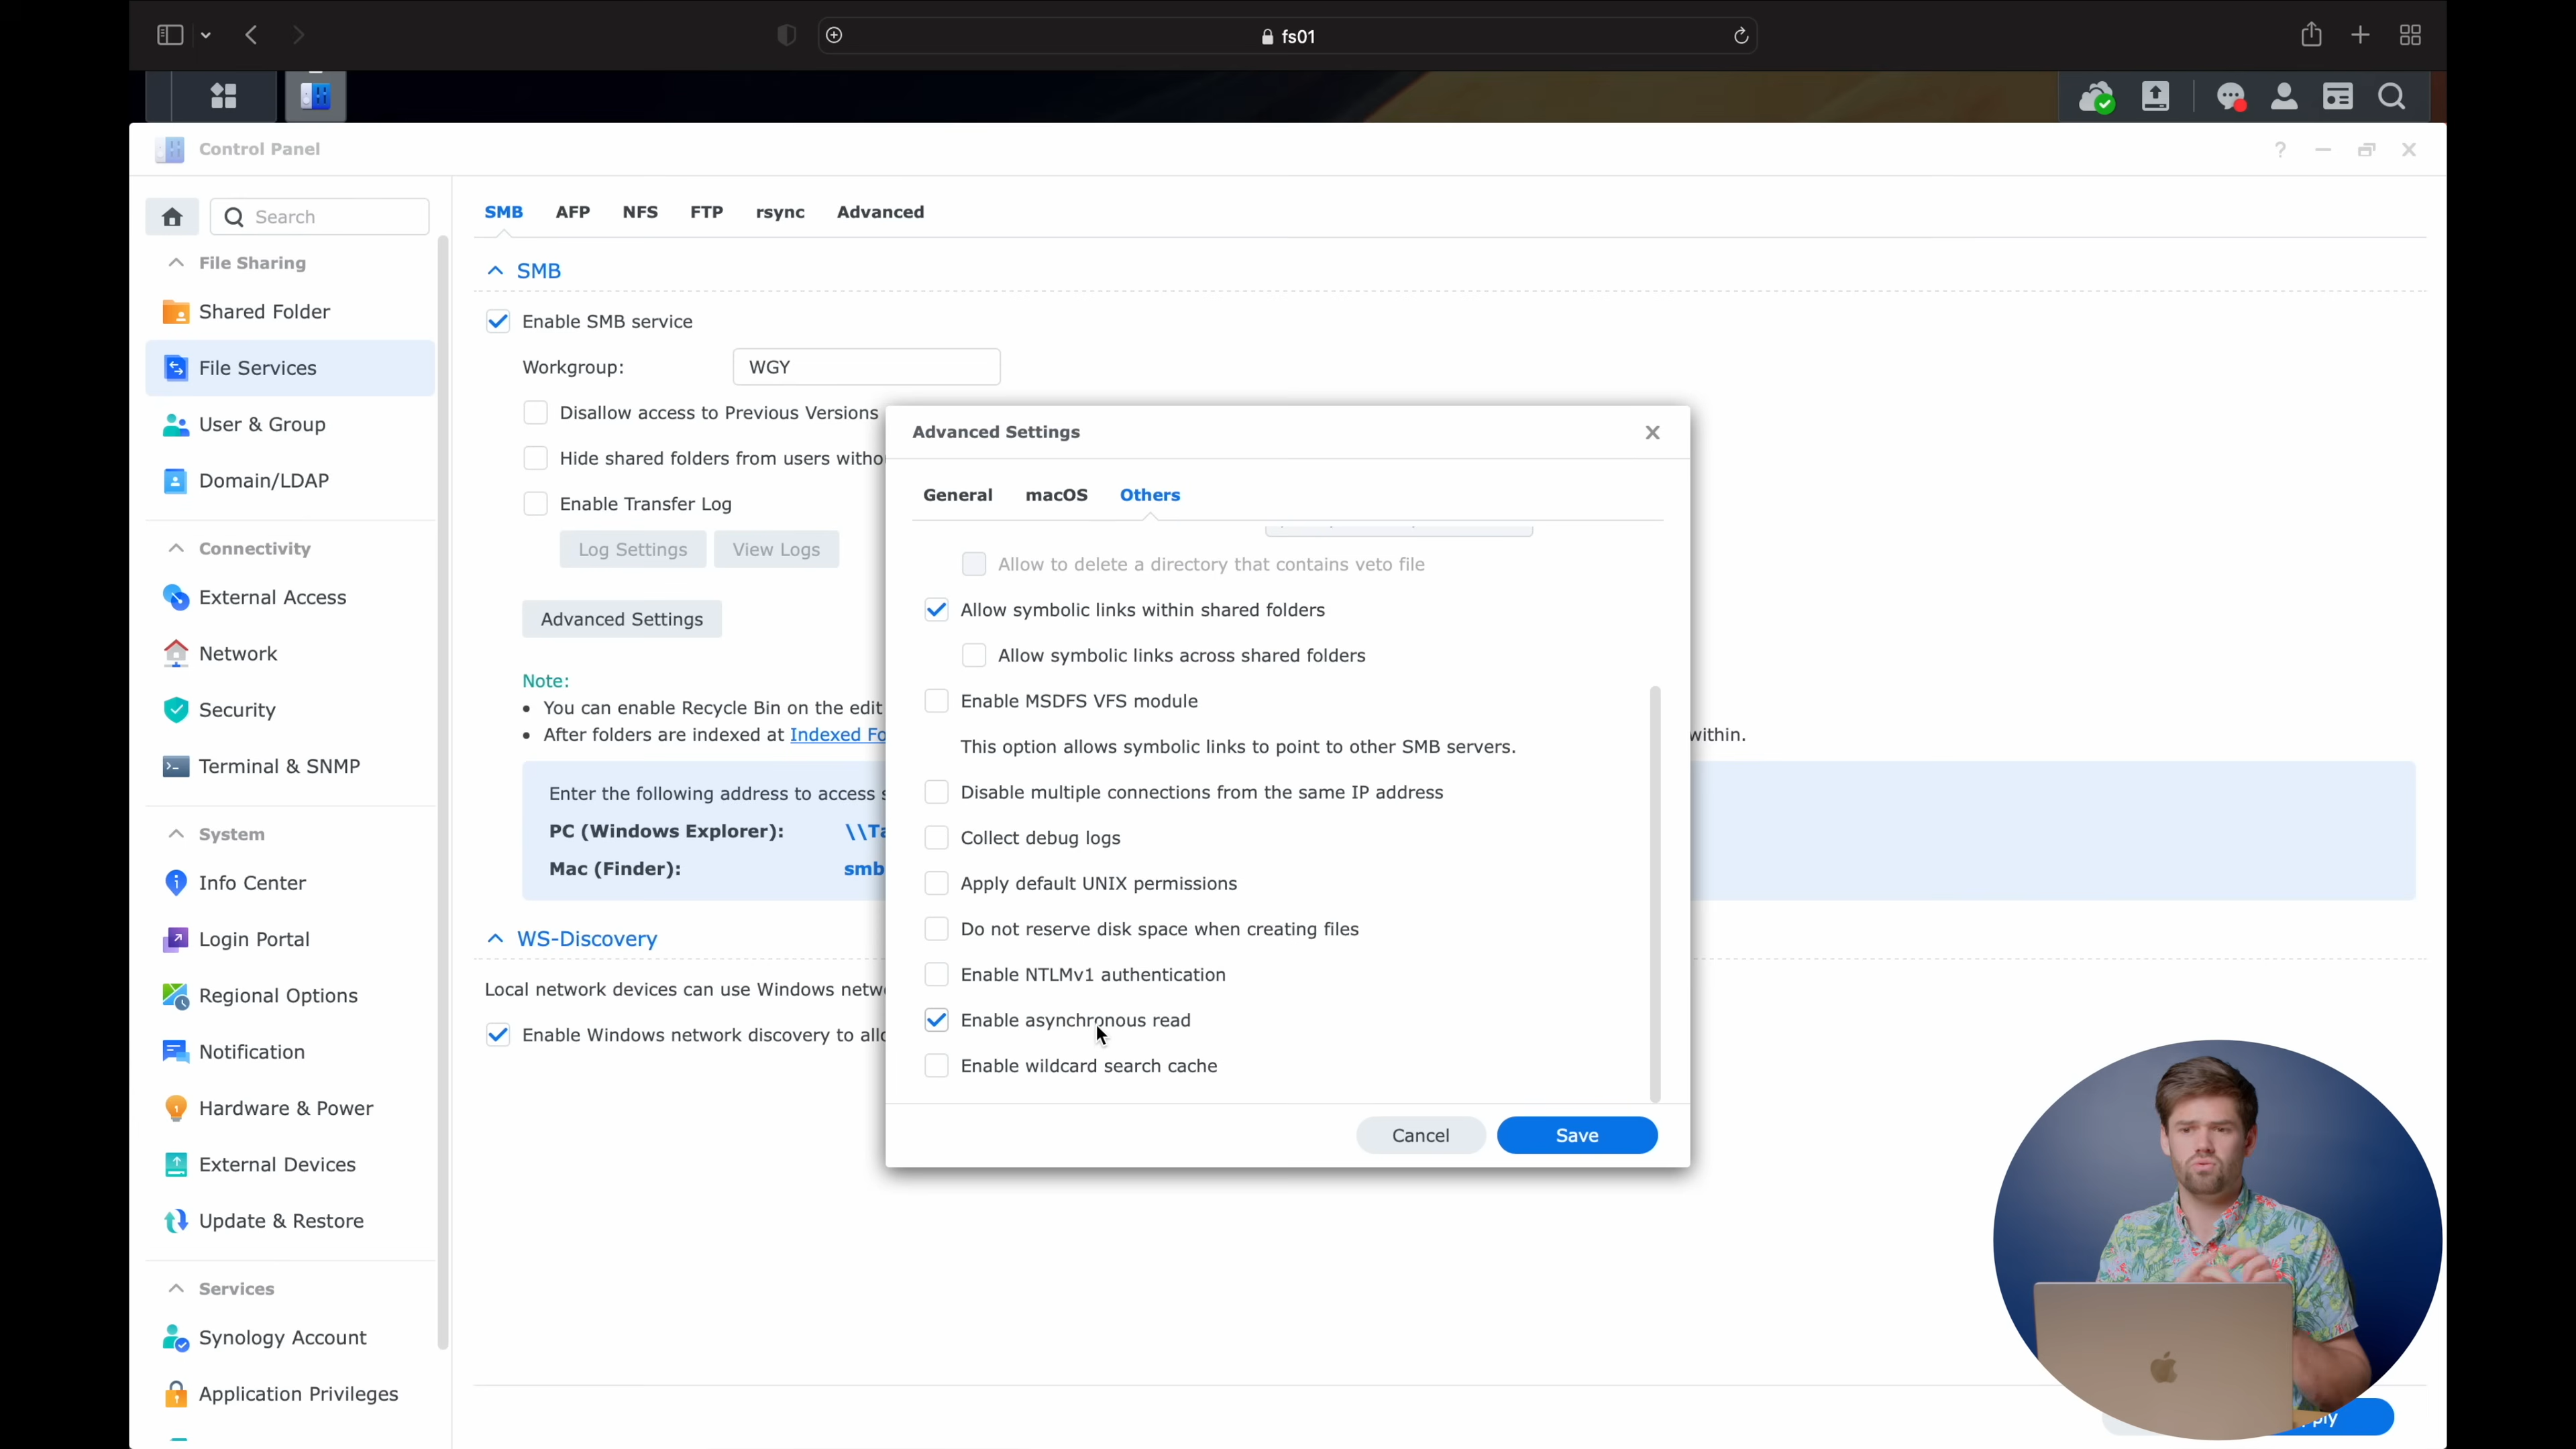 fs01
Control Panel
Search
File Sharing
Shared Folder
File Services
User & Group
Domain/LDAP
Connectivity
External Access
Network
Security
Terminal & SNMP
System
Info Center
Login Portal
Regional Options
Notification
Hardware & Power
External Devices
Update & Restore
Services
Synology Account
Application Privileges
SMB AFP NFS FTP rsync Advanced
SMB
Enable SMB service
Workgroup: WGY
Disallow access to Previous Versions
Hide shared folders from users
Enable Transfer Log
Log Settings View Logs
Advanced Settings
Note:
• You can enable Recycle Bin on the edit
• After folders are indexed at Indexed within.
Enter the following address to access
PC (Windows Explorer):
Mac (Finder): smb
WS-Discovery
Local network devices can use Windows
Enable Windows network discovery to
Advanced Settings
General macOS Others
Allow to delete a directory that contains veto file
Allow symbolic links within shared folders
Allow symbolic links across shared folders
Enable MSDFS VFS module
This option allows symbolic links to point to other SMB servers.
Disable multiple connections from the same IP address
Collect debug logs
Apply default UNIX permissions
Do not reserve disk space when creating files
Enable NTLMv1 authentication
Enable asynchronous read
Enable wildcard search cache
Cancel Save